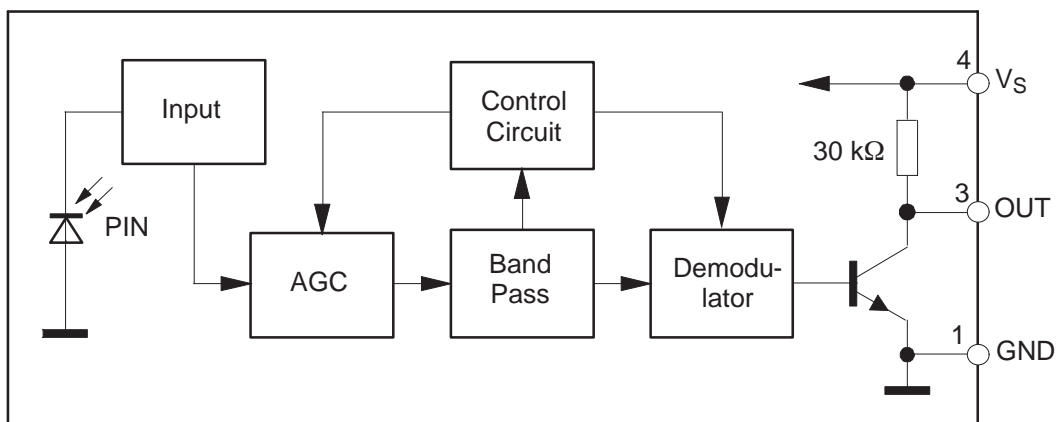 Input
Control
Circuit
4
V_S
30 kΩ
3
OUT
PIN
AGC
Band
Pass
Demodu-
lator
1
GND